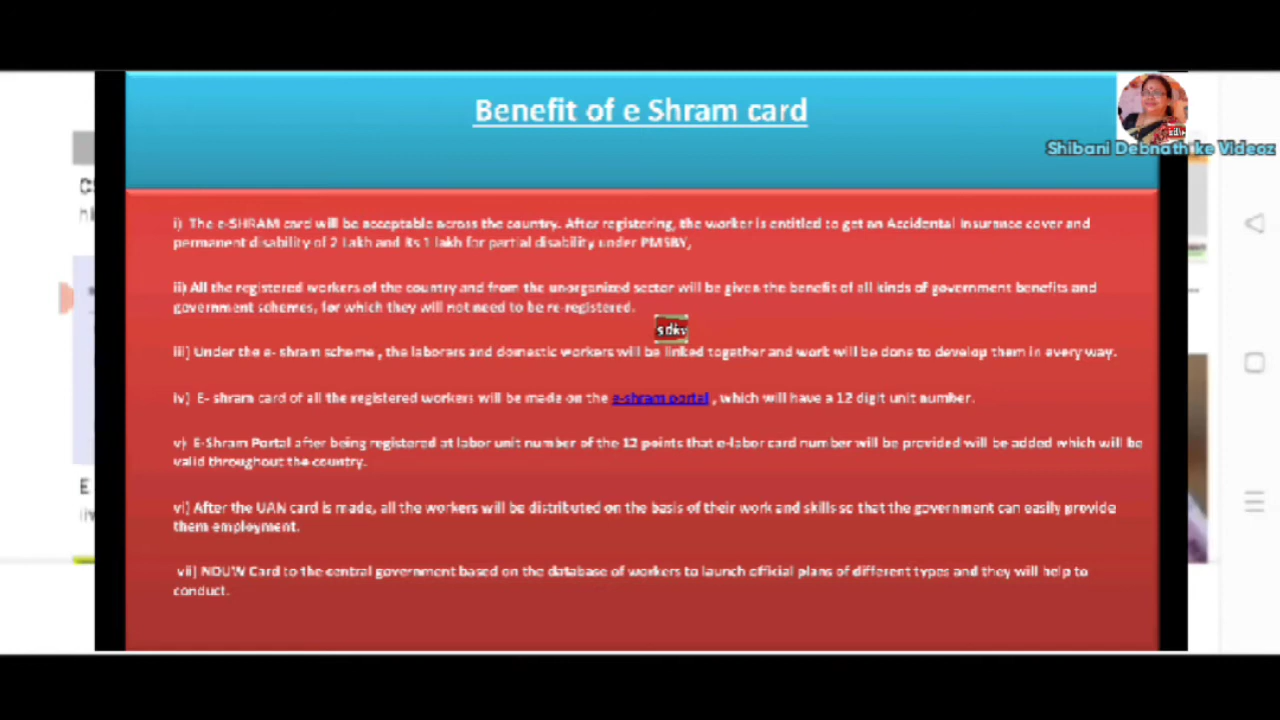 Benefit of e Shram card
Shibani Debnath ke Videoz
i) The e-SHRAM card will be acceptable across the country. After registering, the worker is entitled to get an Accidental Insurance cover and
permanent disability of 2 Lakh and Its 1 lakh for partial disability under PMSBY,
ii) All the registered workers of the country and from the unorganized sector will be given the benefit of all kinds of government benefits and
government schemes, for which they will not need to be re-registered.
sdkv
iii) Under the e- shram scheme , the laborers and domestic workers will be linked together and work will be done to develop them in every way.
iv) E- shram card of all the registered workers will be made on the e-shram portal , which will have a 12 digit unit number.
v) E-Shram Portal after being registered at labor unit number of the 12 points that e-labor card number will be provided will be added which will be
valid throughout the country.
vi) After the UAN card is made, all the workers will be distributed on the basis of their work and skills so that the government can easily provide
them employment.
vii) NDUW Card to the central government based on the database of workers to launch official plans of different types and they will help to
conduct.